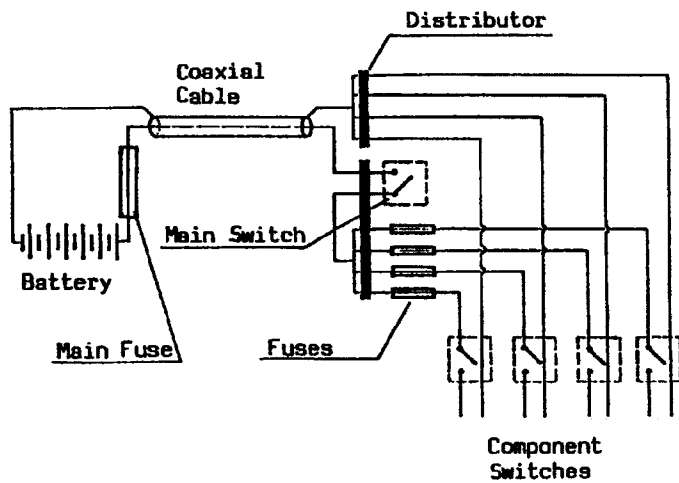 Distributor
Coaxial
Cable
Main Switch
Battery
Main Fuse
Fuses
Component
Switches